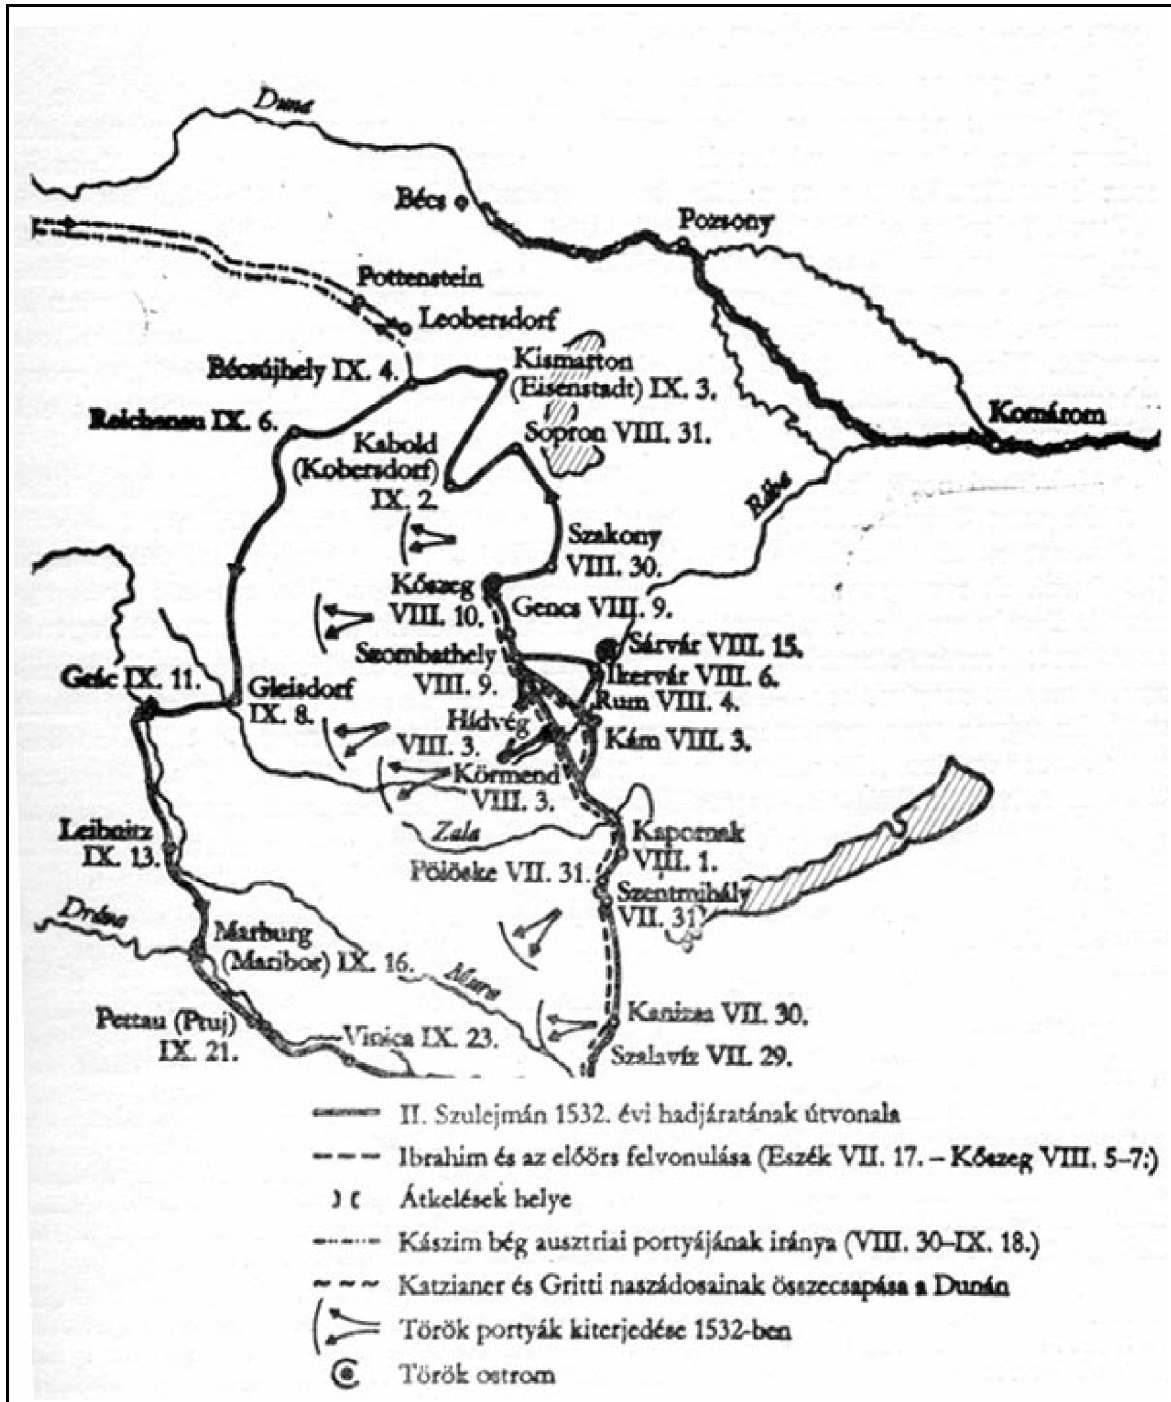 Duna
Bécs
Pozsony
Pottenstein
Leobersdorf
Bécsújhely IX. 4.
Kismarton
(Eisenstadt) IX. 3.
Komárom
Reichenau IX. 6.
Kabold
(Kobersdorf)
IX. 2.
Sopron VIII. 31.
Rába
Szakony
VIII. 30.
Kőszeg
VIII. 10.
Gencs VIII. 9.
Szombathely
VIII. 9.
Sárvár VIII. 15.
Ikervár VIII. 6.
Rum VIII. 4.
Grác IX. 11.
Gleisdorf
IX. 8.
Hídvég
VIII. 3.
Kám VIII. 3.
Körmend
VIII. 3.
Zala
Kapornak
VIII. 1.
Leibnitz
IX. 13.
Pölöske VII. 31.
Szentmihály
VII. 31
Dráva
Marburg
(Maribor) IX. 16.
Mura
Pettau (Ptuj)
IX. 21.
Vinica IX. 23.
Kanizsa VII. 30.
Szalavíz VII. 29.
II. Szulejmán 1532. évi hadjáratának útvonala
Ibrahim és az előőrs felvonulása (Eszék VII. 17. – Kőszeg VIII. 5–7.)
Átkelések helye
Kászim bég ausztriai portyájának iránya (VIII. 30–IX. 18.)
Katzianer és Gritti naszádosainak összecsapása a Dunán
Török portyák kiterjedése 1532-ben
Török ostrom